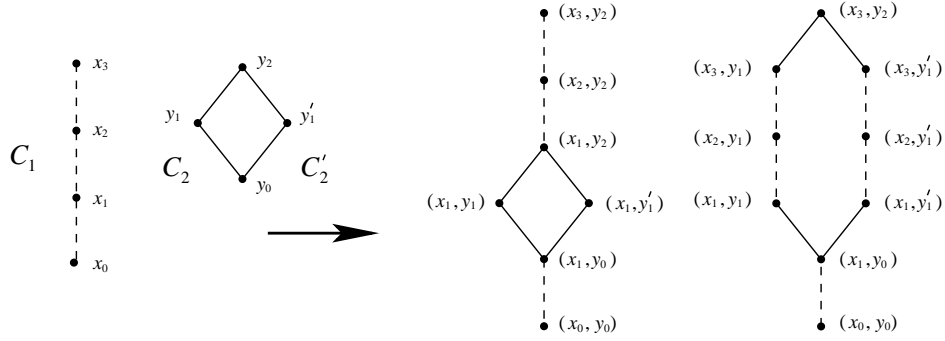 x₃
x₂
C₁
x₁
x₀
y₂
y₁
y₁′
C₂
C₂′
y₀
(x₃, y₂)
(x₂, y₂)
(x₁, y₂)
(x₁, y₁)
(x₁, y₁′)
(x₁, y₀)
(x₀, y₀)
(x₃, y₂)
(x₃, y₁)
(x₃, y₁′)
(x₂, y₁)
(x₂, y₁′)
(x₁, y₁)
(x₁, y₁′)
(x₁, y₀)
(x₀, y₀)